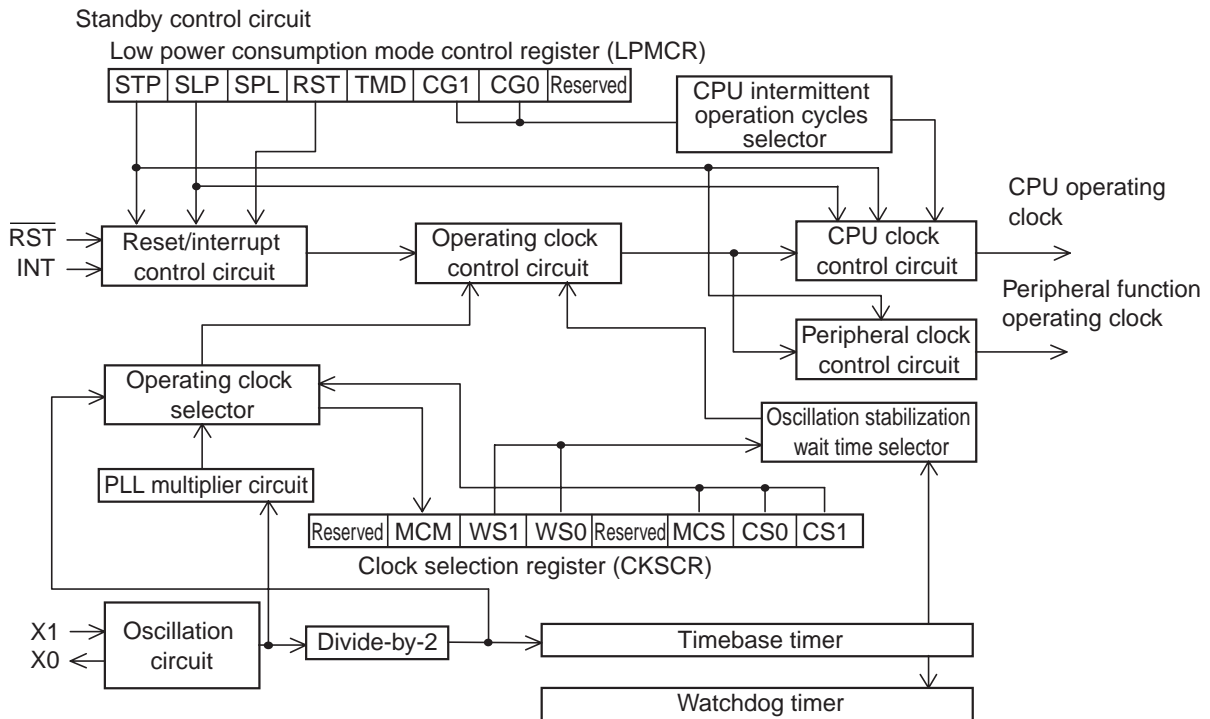 Standby control circuit
Low power consumption mode control register (LPMCR)
STP SLP SPL RST TMD CG1 CG0 Reserved
CPU intermittent
operation cycles
selector
CPU operating
clock
RST
INT
Reset/interrupt
control circuit
Operating clock
control circuit
CPU clock
control circuit
Peripheral function
operating clock
Peripheral clock
control circuit
Operating clock
selector
Oscillation stabilization
wait time selector
PLL multiplier circuit
Reserved MCM WS1 WS0 Reserved MCS CS0 CS1
Clock selection register (CKSCR)
X1
X0
Oscillation
circuit
Divide-by-2
Timebase timer
Watchdog timer